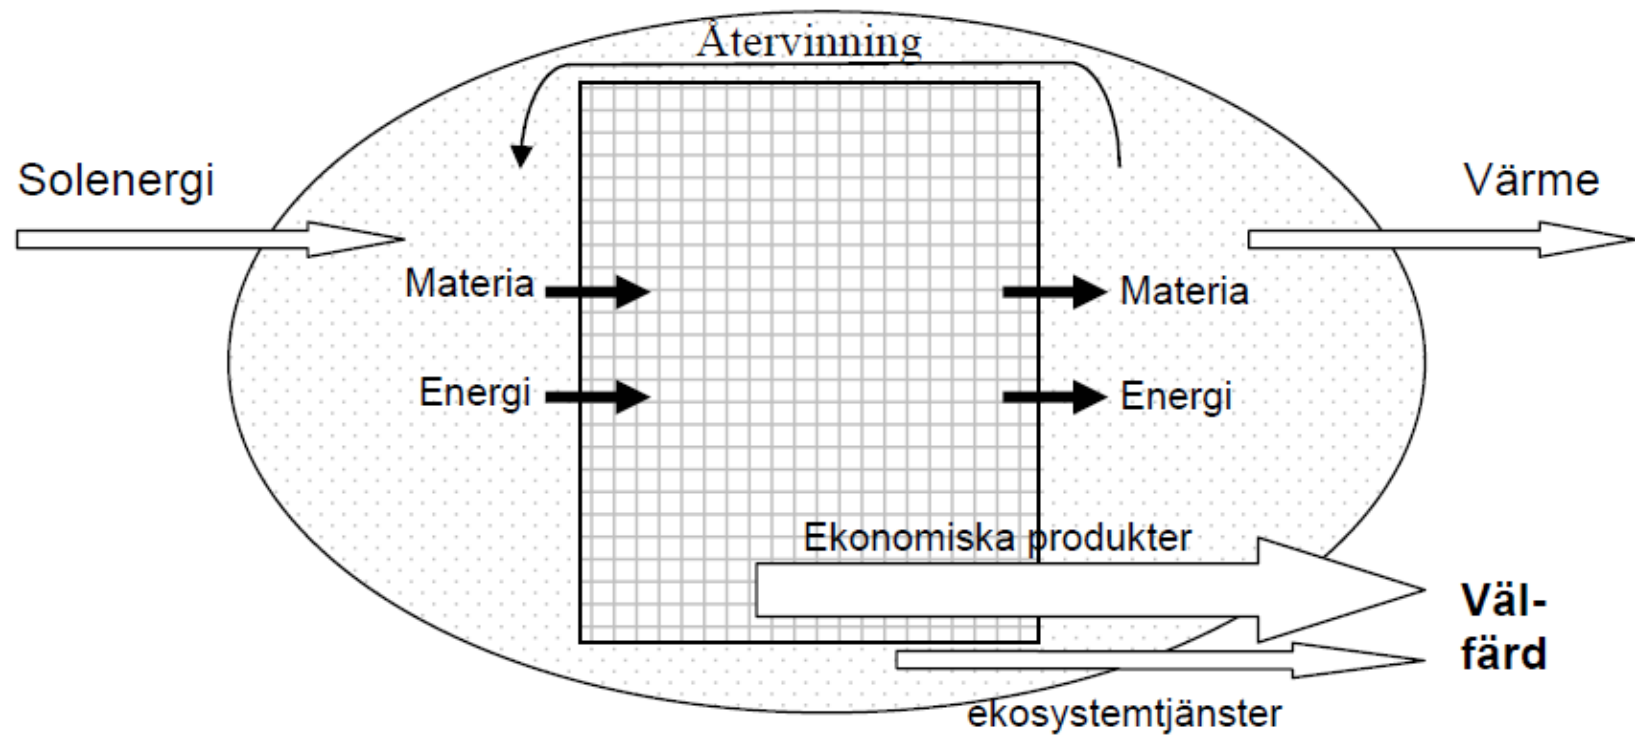 Återvinning
Solenergi
Värme
Materia
Materia
Energi
Energi
Ekonomiska produkter
Väl-
färd
ekosystemtjänster